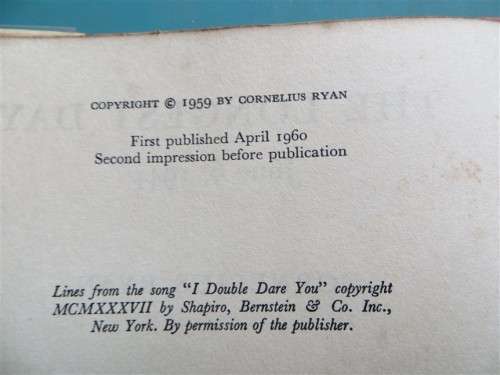 COPYRIGHT © 1959 BY CORNELIUS RYAN
First published April 1960
Second impression before publication
Lines from the song "I Double Dare You" copyright
MCMXXXVII by Shapiro, Bernstein & Co. Inc.,
New York. By permission of the publisher.